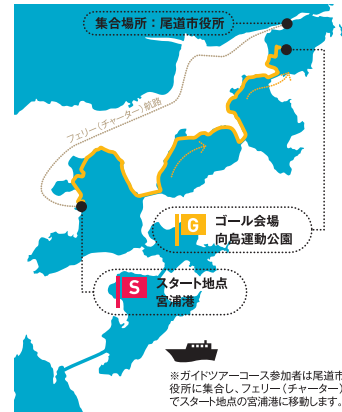 集合場所：尾道市役所
フェリー（チャーター）航路
G
ゴール会場
向島運動公園
S
スタート地点
宮浦港
※ガイドツアーコース参加者は尾道市
役所に集合し、フェリー（チャーター）
でスタート地点の宮浦港に移動します。